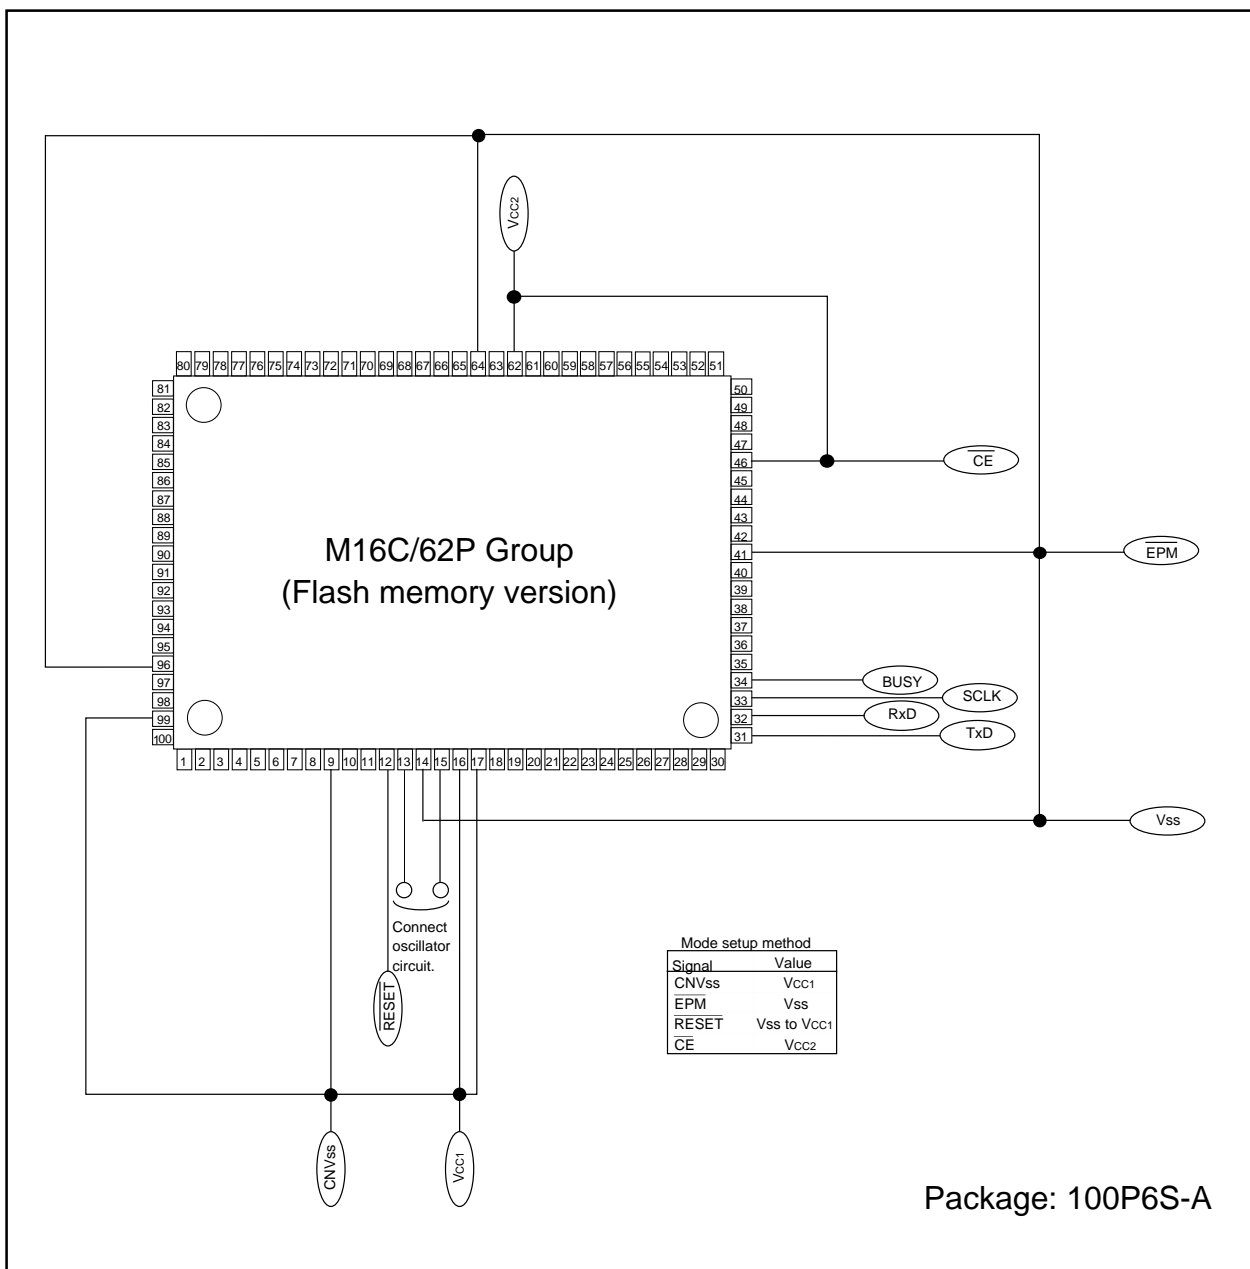 Vcc2
80 79 78 77 76 75 74 73 72 71 70 69 68 67 66 65 64 63 62 61 60 59 58 57 56 55 54 53 52 51
81
82
83
84
85
86
87
88
89
90
91
92
93
94
95
96
97
98
99
100
M16C/62P Group
(Flash memory version)
50
49
48
47
46
45
44
43
42
41
40
39
38
37
36
35
34
33
32
31
CE
EPM
BUSY
SCLK
RxD
TxD
1 2 3 4 5 6 7 8 9 10 11 12 13 14 15 16 17 18 19 20 21 22 23 24 25 26 27 28 29 30
Vss
Connect
oscillator
circuit.
RESET
Mode setup method
Signal Value
CNVss Vcc1
EPM Vss
RESET Vss to Vcc1
CE Vcc2
CNVss
Vcc1
Package: 100P6S-A